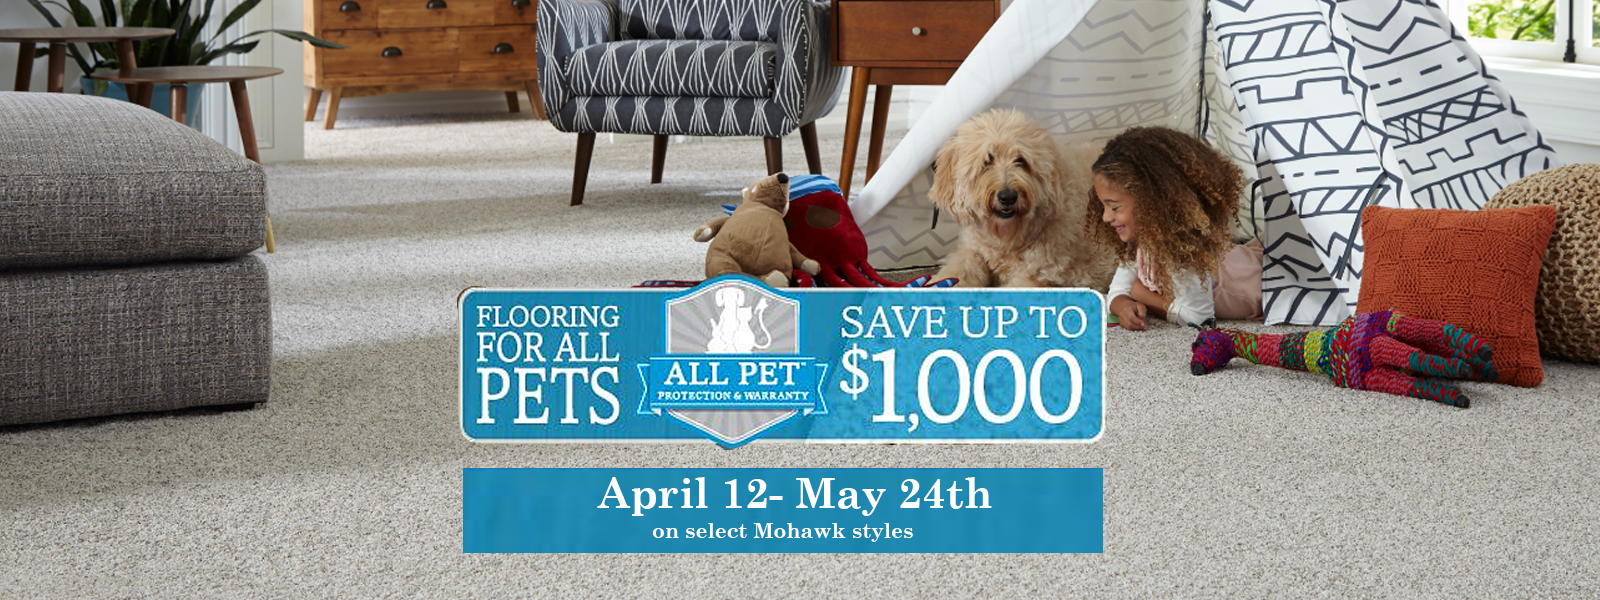 FLOORING
FOR ALL
PETS
ALL PET™
PROTECTION & WARRANTY
SAVE UP TO
$1,000
April 12- May 24th
on select Mohawk styles